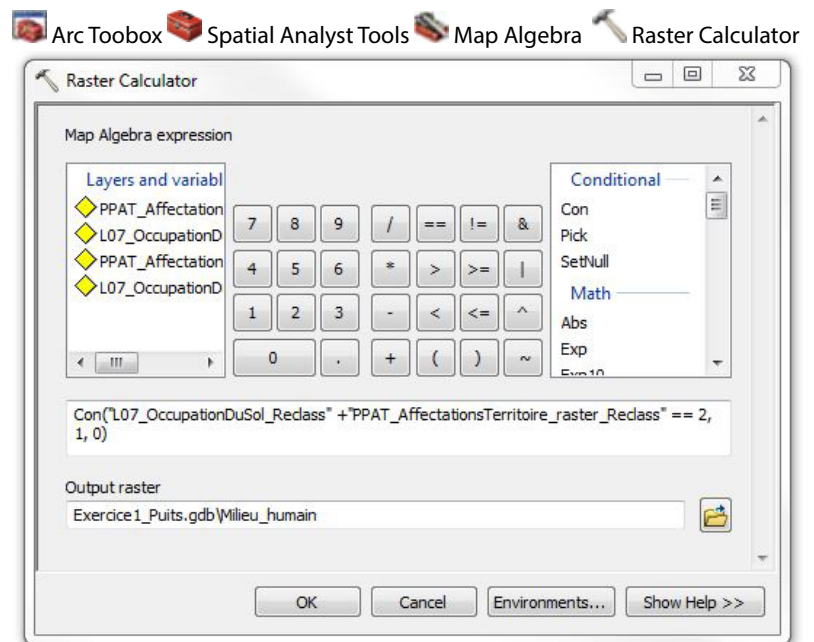 Arc Toobox Spatial Analyst Tools Map Algebra Raster Calculator
Raster Calculator
Map Algebra expression
Layers and variabl
PPAT_Affectation
L07_OccupationD
PPAT_Affectation
L07_OccupationD
7 8 9 / == != &
4 5 6 * > >= |
1 2 3 - < <= ^
0 . + ( ) ~
Conditional
Con
Pick
SetNull
Math
Abs
Exp
Exp10
Con("L07_OccupationDuSol_Reclass" +"PPAT_AffectationsTerritoire_raster_Reclass" == 2,
1, 0)
Output raster
Exercice1_Puits.gdb\Milieu_humain
OK Cancel Environments... Show Help >>